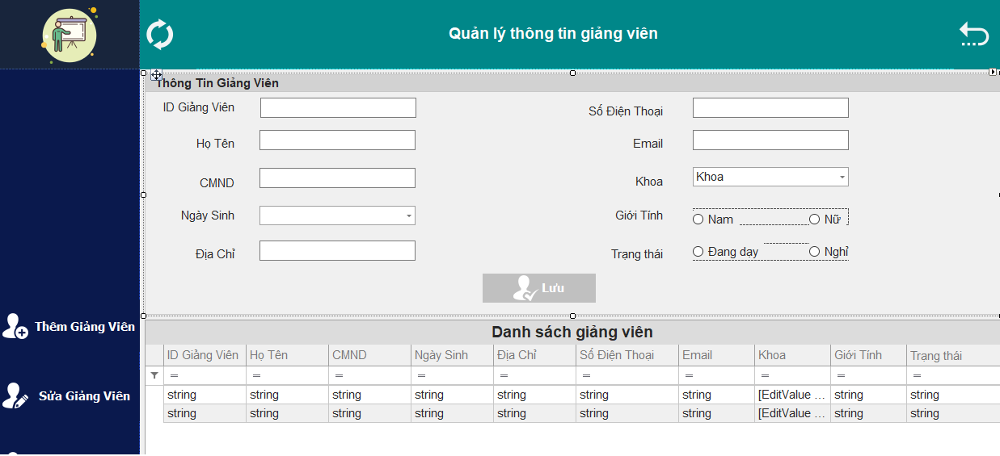 Quản lý thông tin giảng viên
Thông Tin Giảng Viên
ID Giảng Viên
Số Điện Thoại
Họ Tên
Email
CMND
Khoa
Khoa
Ngày Sinh
Giới Tính
Nam
Nữ
Địa Chỉ
Trạng thái
Đang dạy
Nghỉ
Lưu
Thêm Giảng Viên
Sửa Giảng Viên
Danh sách giảng viên
ID Giảng Viên Họ Tên CMND Ngày Sinh Địa Chỉ Số Điện Thoại Email Khoa Giới Tính Trạng thái
= = = = = = = = = =
string string string string string string string [EditValue ... string string
string string string string string string string [EditValue ... string string